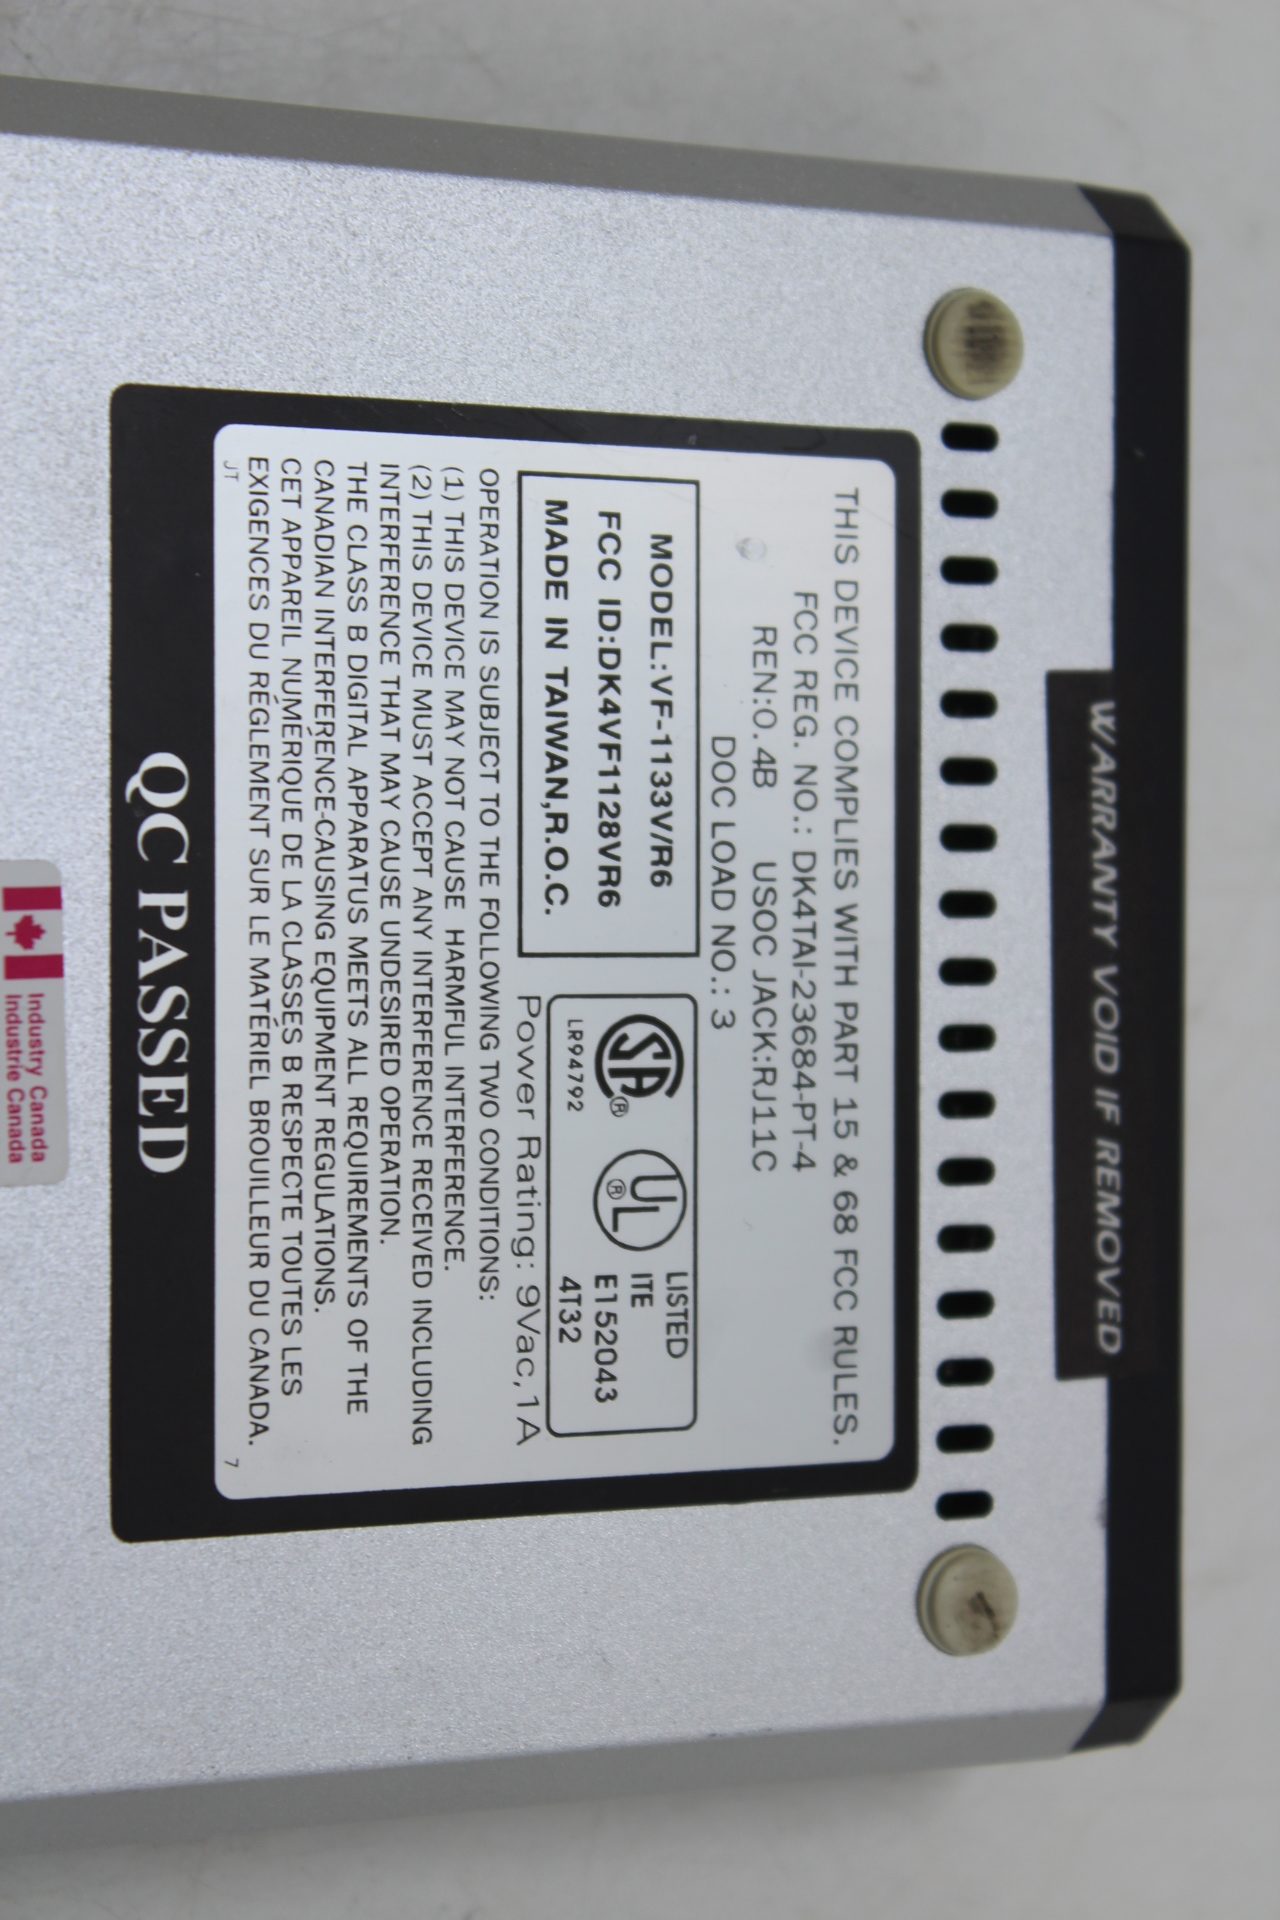 WARRANTY VOID IF REMOVED
THIS DEVICE COMPLIES WITH PART 15 & 68 FCC RULES.
FCC REG. NO.: DK4TAI-23684-PT-4
REN:0.4B USOC JACK:RJ11C
DOC LOAD NO.: 3
MODEL:VF-1133V/R6
FCC ID:DK4VF1128VR6
MADE IN TAIWAN,R.O.C.
SA®
LR94792
UL®
LISTED
ITE
E152043
4T32
Power Rating: 9Vac, 1A
OPERATION IS SUBJECT TO THE FOLLOWING TWO CONDITIONS:
(1) THIS DEVICE MAY NOT CAUSE HARMFUL INTERFERENCE.
(2) THIS DEVICE MUST ACCEPT ANY INTERFERENCE RECEIVED INCLUDING
INTERFERENCE THAT MAY CAUSE UNDESIRED OPERATION.
THE CLASS B DIGITAL APPARATUS MEETS ALL REQUIREMENTS OF THE
CANADIAN INTERFERENCE-CAUSING EQUIPMENT REGULATIONS.
CET APPAREIL NUMÉRIQUE DE LA CLASSES B RESPECTE TOUTES LES
EXIGENCES DU RÉGLEMENT SUR LE MATÉRIEL BROUILLEUR DU CANADA.
JT 7
QC PASSED
Industry Canada
Industrie Canada